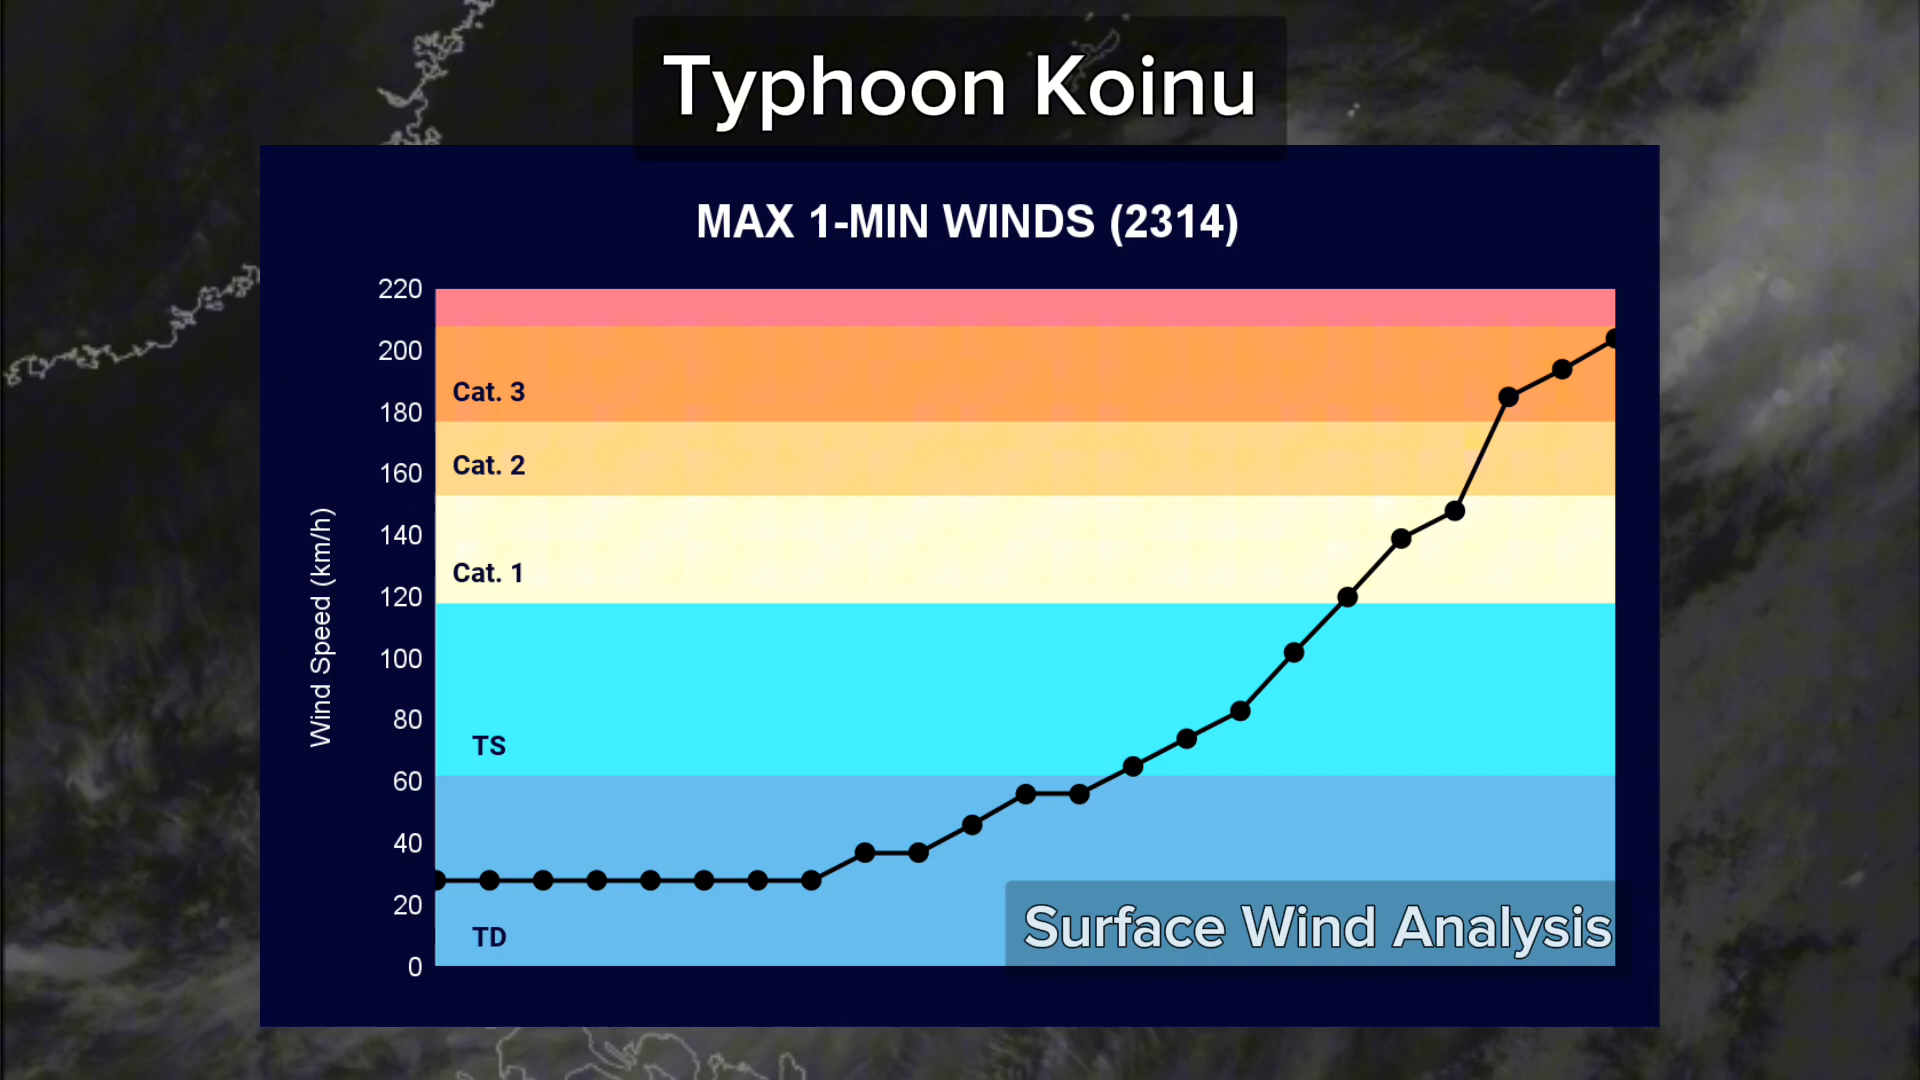 Typhoon Koinu
MAX 1-MIN WINDS (2314)
Wind Speed (km/h)
220
200
180
160
140
120
100
80
60
40
20
0
Cat. 3
Cat. 2
Cat. 1
TS
TD
Surface Wind Analysis